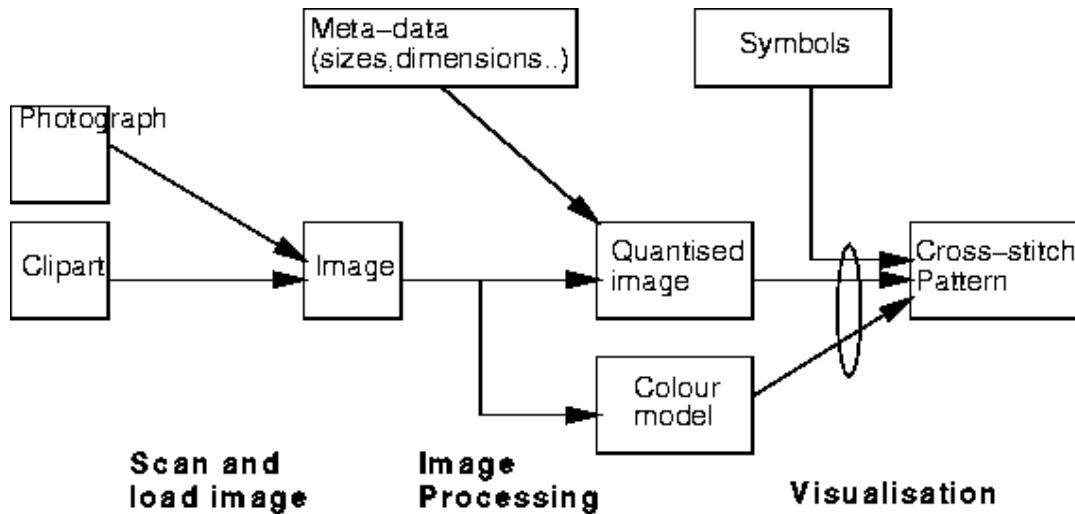 Meta-data
(sizes,dimensions..)
Symbols
Photograph
Clipart
Image
Quantised
image
Cross-stitch
Pattern
Colour
model
Scan and
load image
Image
Processing
Visualisation